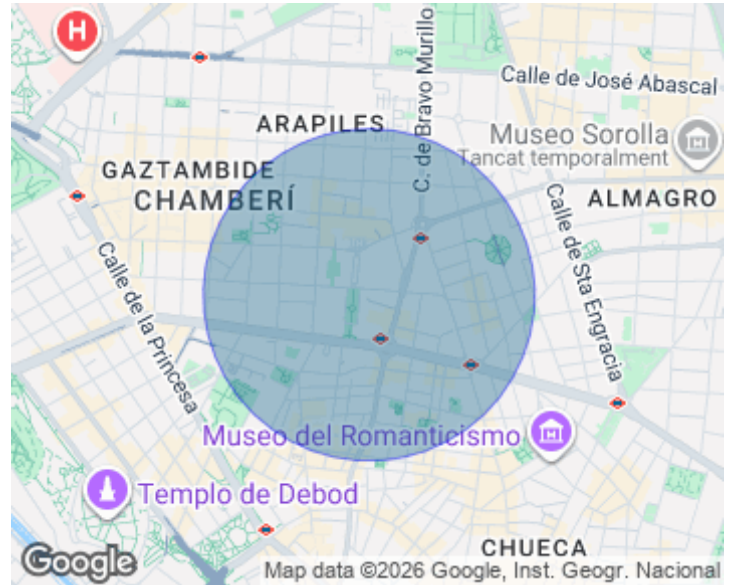 H
C. de Bravo Murillo
Calle de José Abascal
ARAPILES
Museo Sorolla
Tancat temporalment
GAZTAMBIDE
CHAMBERÍ
ALMAGRO
Calle de Sta Engracia
Calle de la Princesa
Museo del Romanticismo
Templo de Debod
CHUECA
Google
Map data ©2026 Google, Inst. Geogr. Nacional